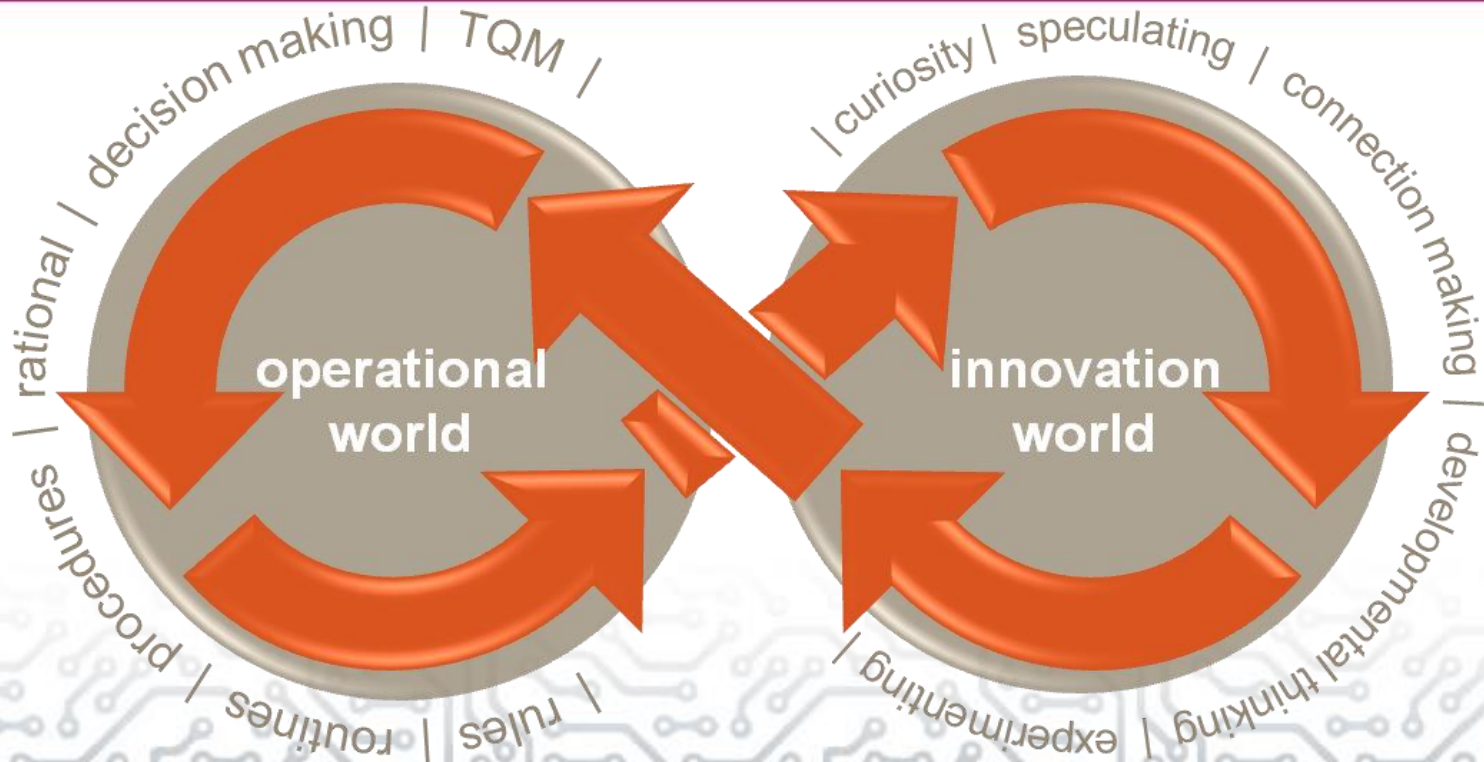 | rules | routines | procedures | rational | decision making | TQM |
| curiosity | speculating | connection making | developmental thinking | experimenting |
operational
world
innovation
world